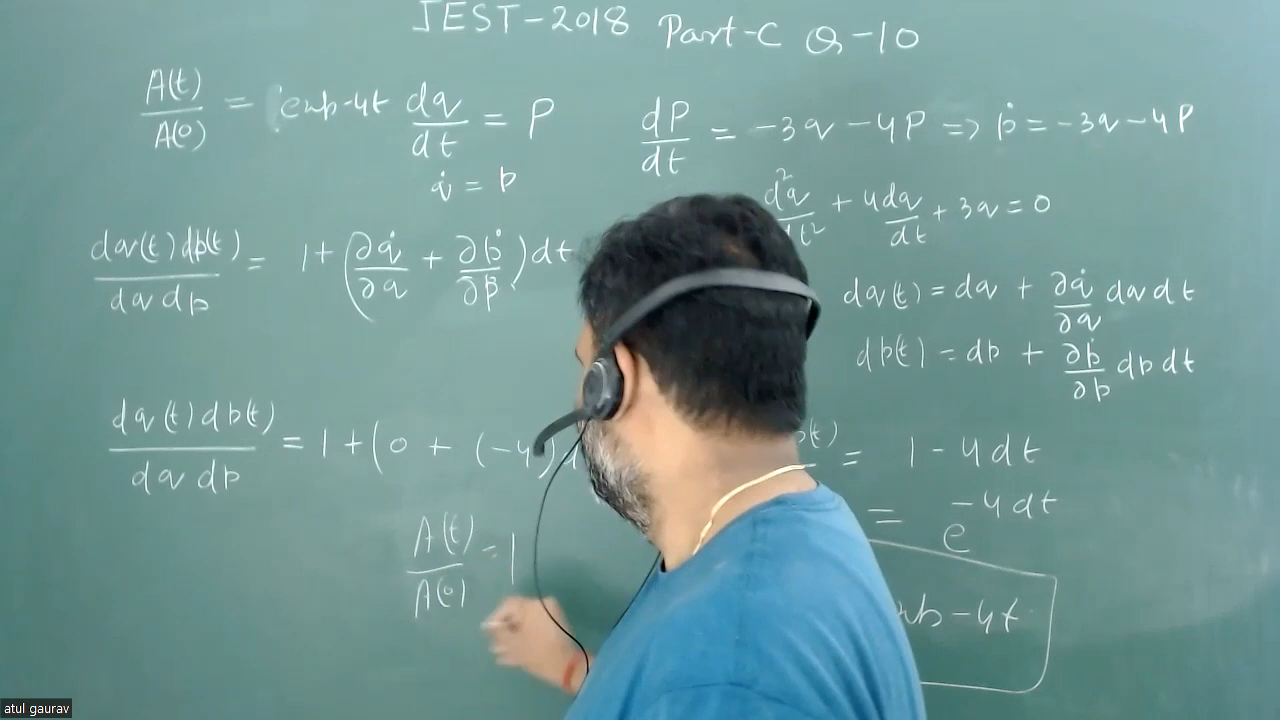 JEST-2018 Part-C Q-10
A(t)/A(0) = exp-4t dq/dt = P
q̇ = p
dP/dt = -3q - 4P => ṗ = -3q - 4P
d²q/dt² + 4dq/dt + 3q = 0
dq(t) dp(t)/dq dp = 1 + (∂q̇/∂q + ∂ṗ/∂p) dt
dq(t) = dq + ∂q̇/∂q dq dt
dp(t) = dp + ∂ṗ/∂p dp dt
dq(t) dp(t)/dq dp = 1 + (0 + (-4)
= 1 - 4dt
= e^-4dt
A(t)/A(0) = 1
-4t
atul gaurav